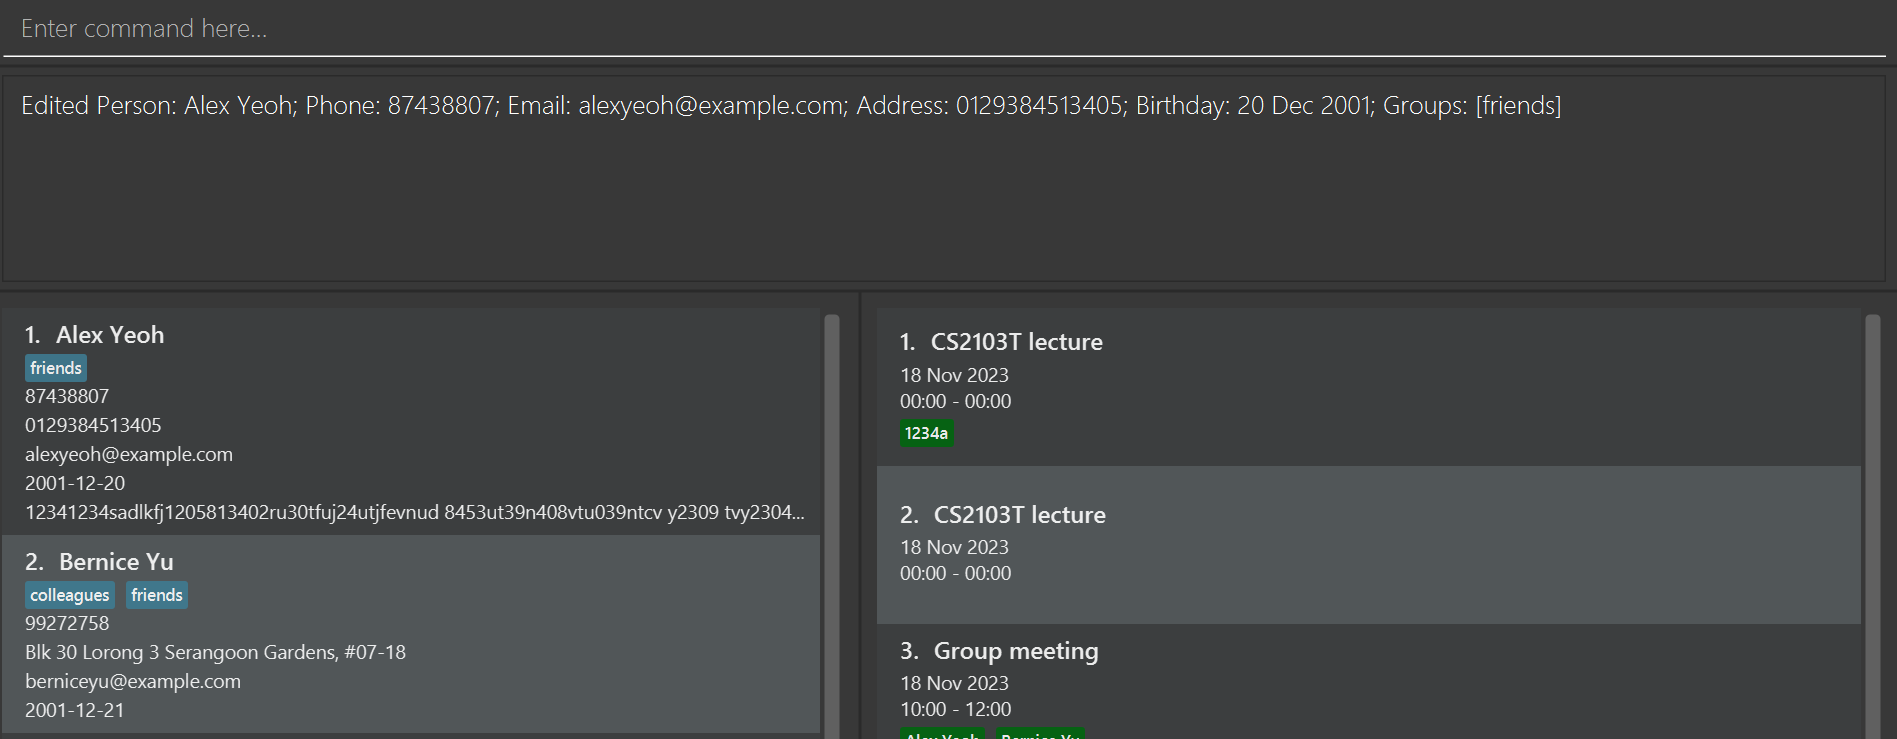 Enter command here...
Edited Person: Alex Yeoh; Phone: 87438807; Email: alexyeoh@example.com; Address: 0129384513405; Birthday: 20 Dec 2001; Groups: [friends]
1. Alex Yeoh
friends
87438807
0129384513405
alexyeoh@example.com
2001-12-20
12341234sadlkfj1205813402ru30tfuj24utjfevnud 8453ut39n408vtu039ntcv y2309 tvy2304...
2. Bernice Yu
colleagues friends
99272758
Blk 30 Lorong 3 Serangoon Gardens, #07-18
berniceyu@example.com
2001-12-21
1. CS2103T lecture
18 Nov 2023
00:00 - 00:00
1234a
2. CS2103T lecture
18 Nov 2023
00:00 - 00:00
3. Group meeting
18 Nov 2023
10:00 - 12:00
Alex Yeoh Bernice Yu